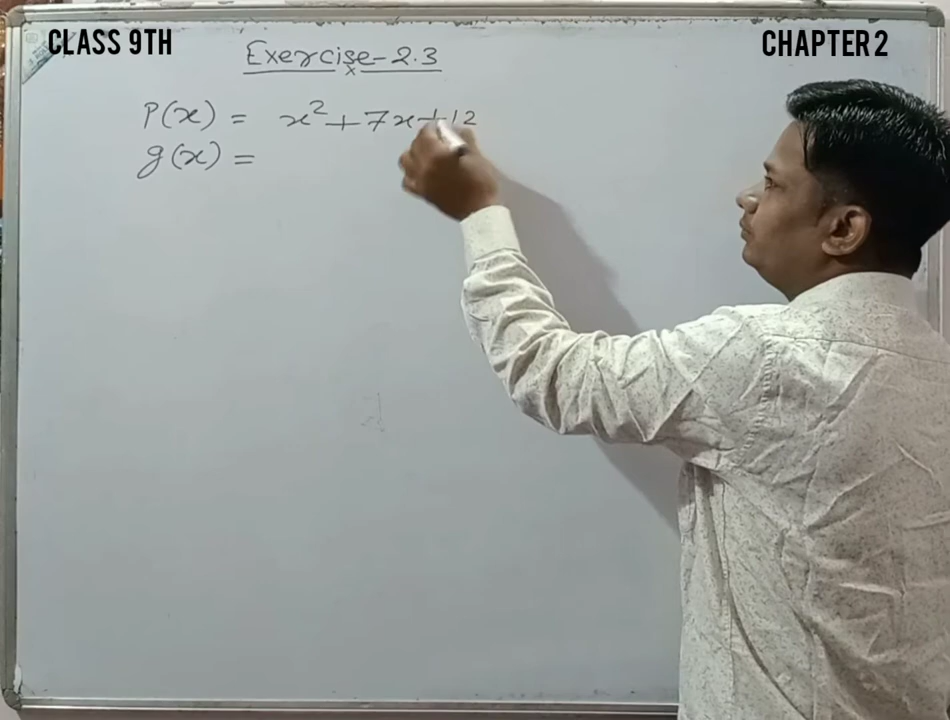 CLASS 9TH
CHAPTER 2
Exercise-2.3
P(x) = x²+7x+12
g(x) =